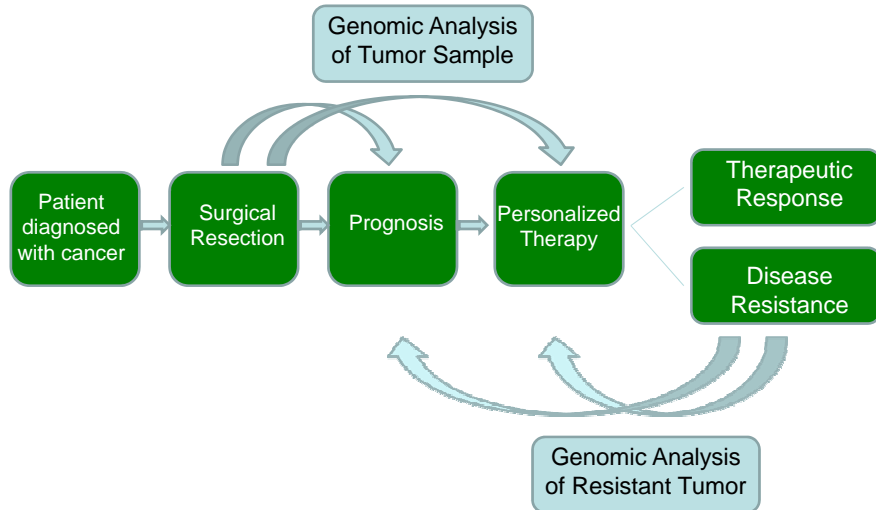 Genomic Analysis
of Tumor Sample
Patient
diagnosed
with cancer
Surgical
Resection
Prognosis
Personalized
Therapy
Therapeutic
Response
Disease
Resistance
Genomic Analysis
of Resistant Tumor